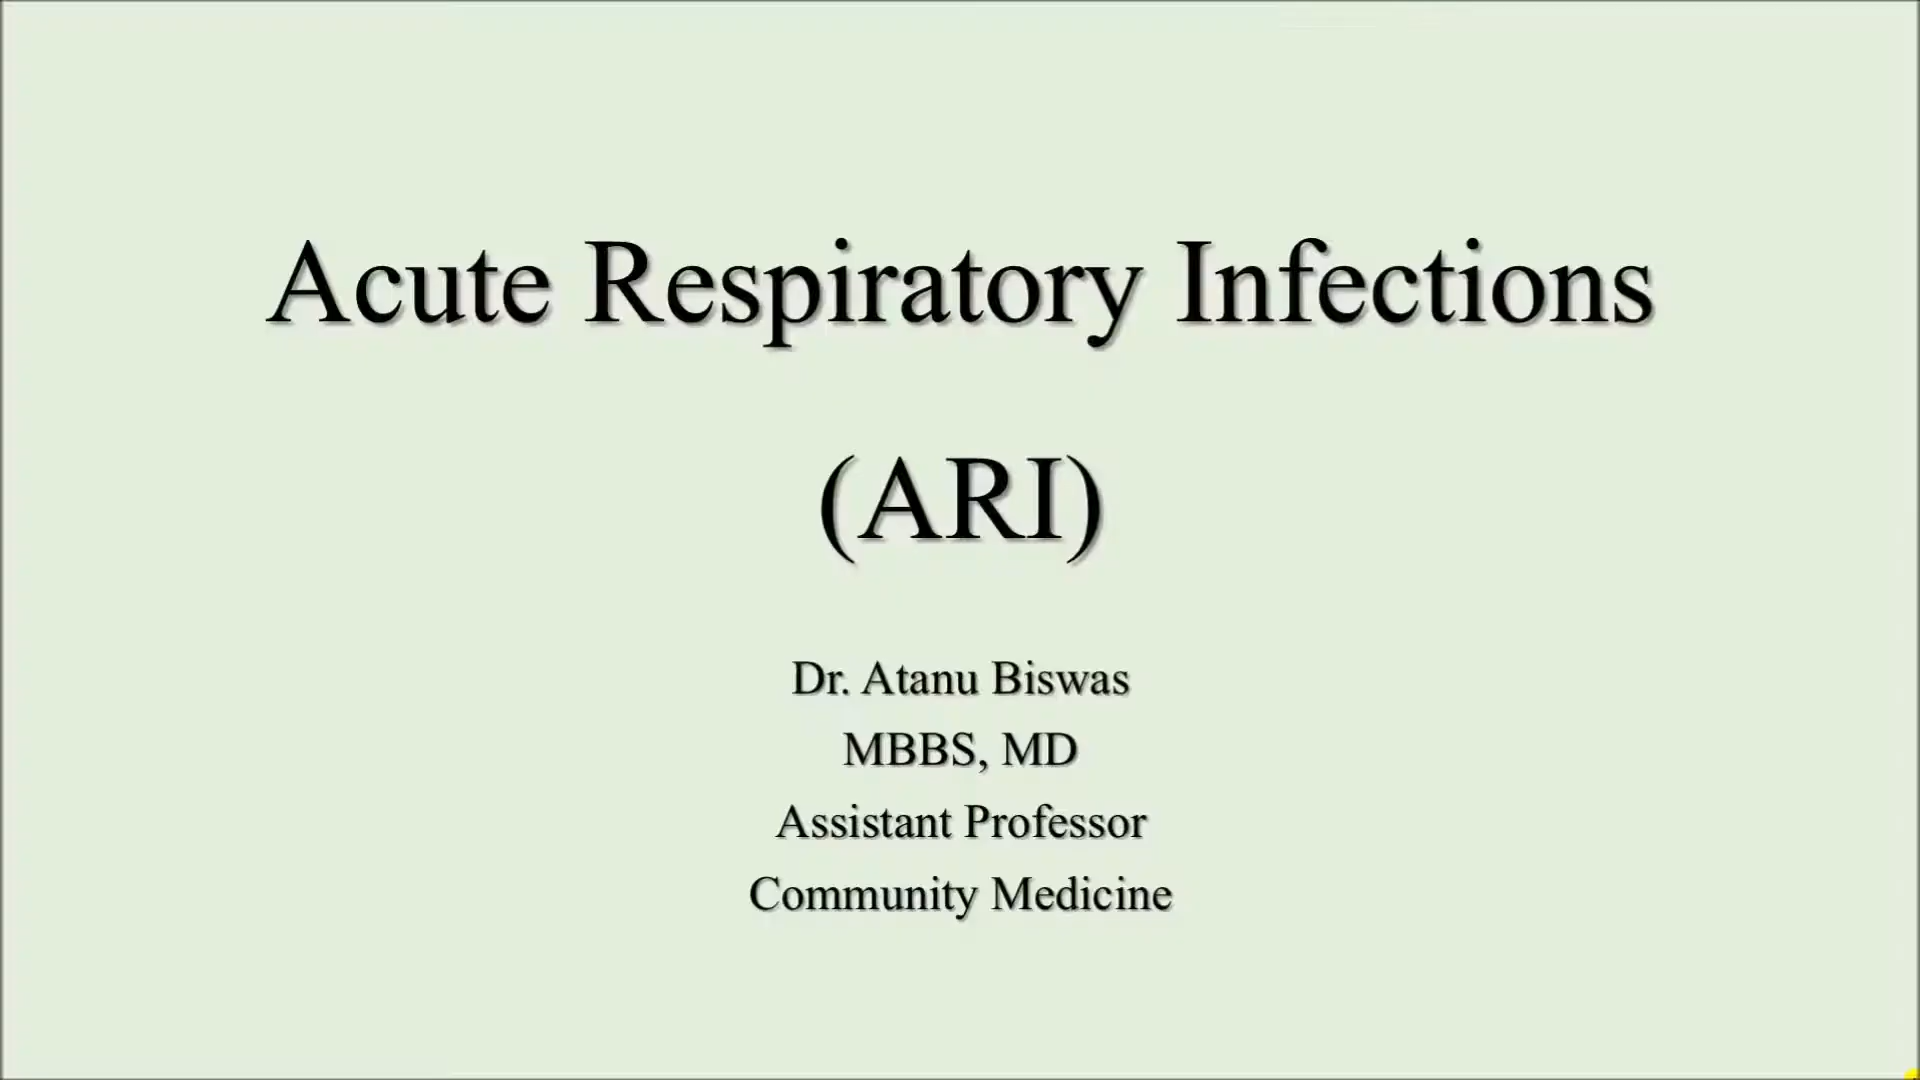 Acute Respiratory Infections
(ARI)
Dr. Atanu Biswas
MBBS, MD
Assistant Professor
Community Medicine